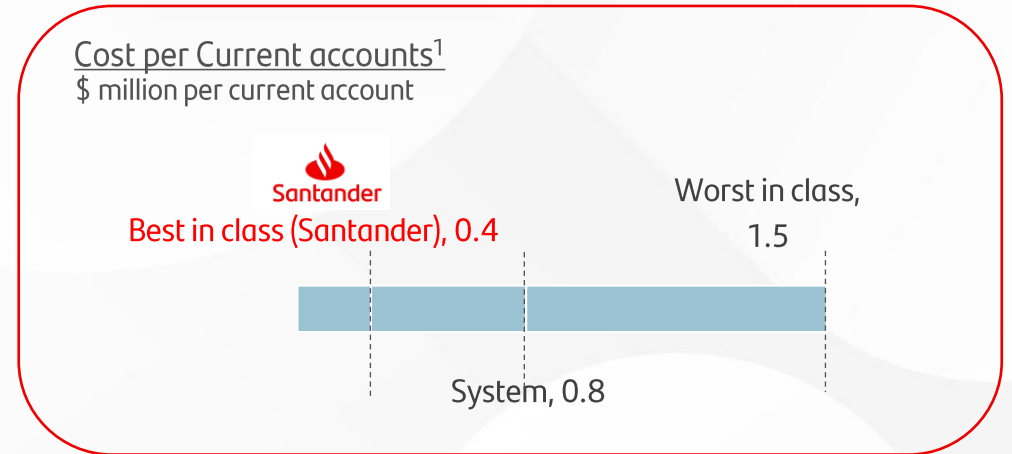 Cost per Current accounts¹
$ million per current account
Santander
Best in class (Santander), 0.4
Worst in class,
1.5
System, 0.8